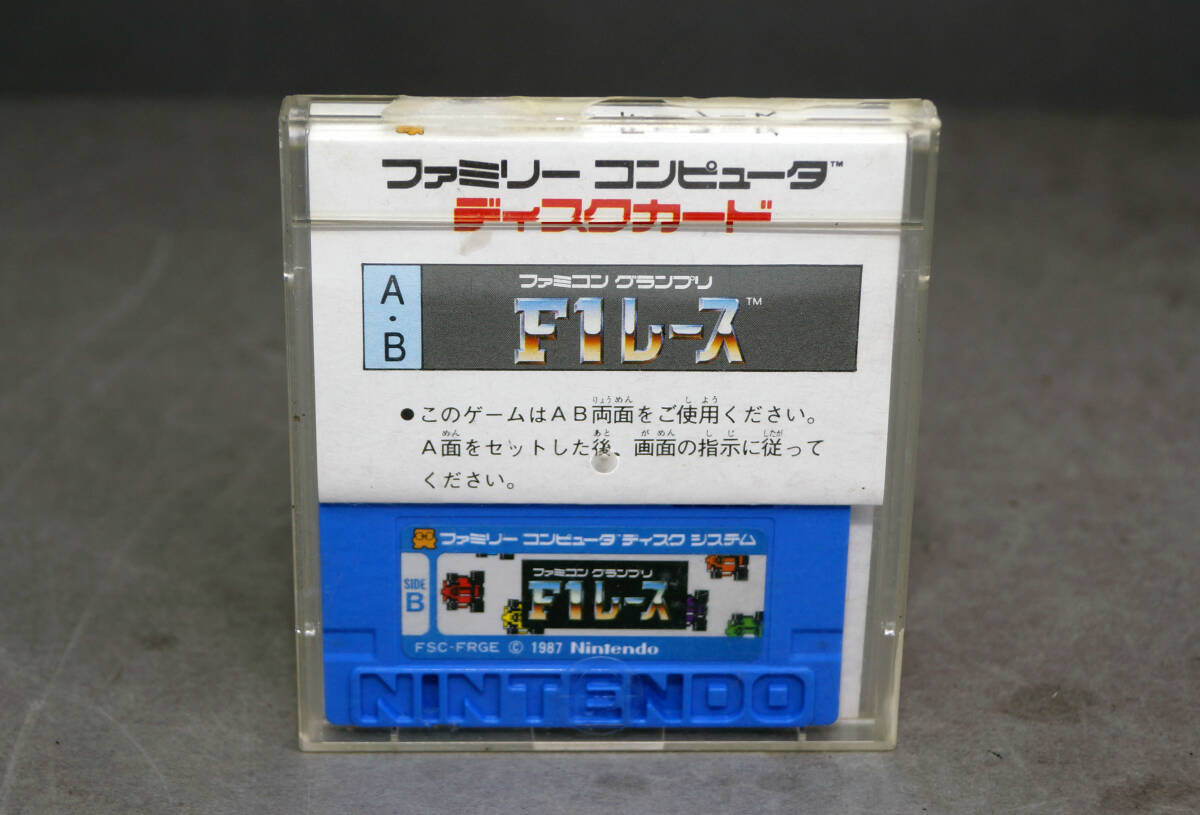 ファミリー コンピュータ™
ディスクカード
A・B
ファミコン グランプリ
F1レース™
●このゲームはAB両面をご使用ください。
A面をセットした後、画面の指示に従って
ください。
ファミリー コンピュータ™ ディスク システム
SIDE
B
ファミコン グランプリ
F1レース
FSC-FRGE © 1987 Nintendo
NINTENDO